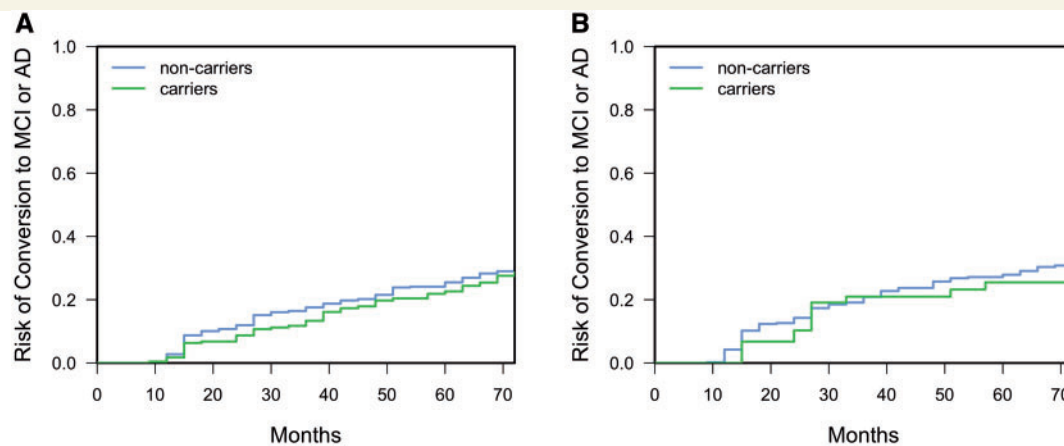 A
Risk of Conversion to MCI or AD
1.0
0.8
0.6
0.4
0.2
0.0
non-carriers
carriers
0 10 20 30 40 50 60 70
Months
B
Risk of Conversion to MCI or AD
1.0
0.8
0.6
0.4
0.2
0.0
non-carriers
carriers
0 10 20 30 40 50 60 70
Months